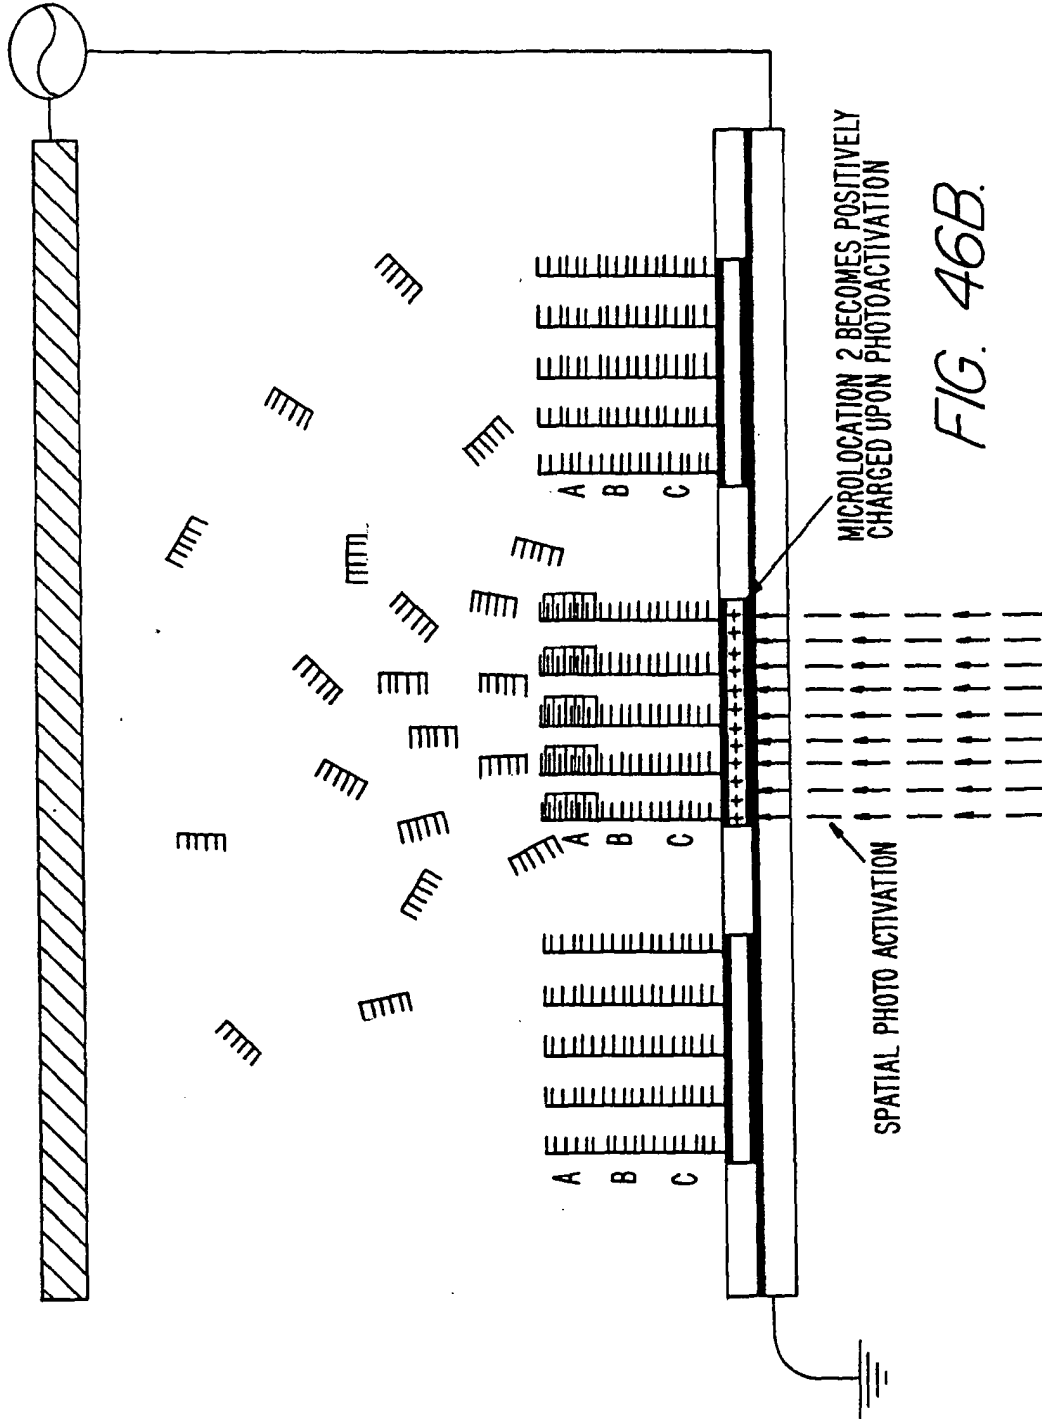 A
B
C
A
B
C
A
B
C
+ + + + + + + + + +
SPATIAL PHOTO ACTIVATION
MICROLOCATION 2 BECOMES POSITIVELY
CHARGED UPON PHOTOACTIVATION
FIG. 46B.